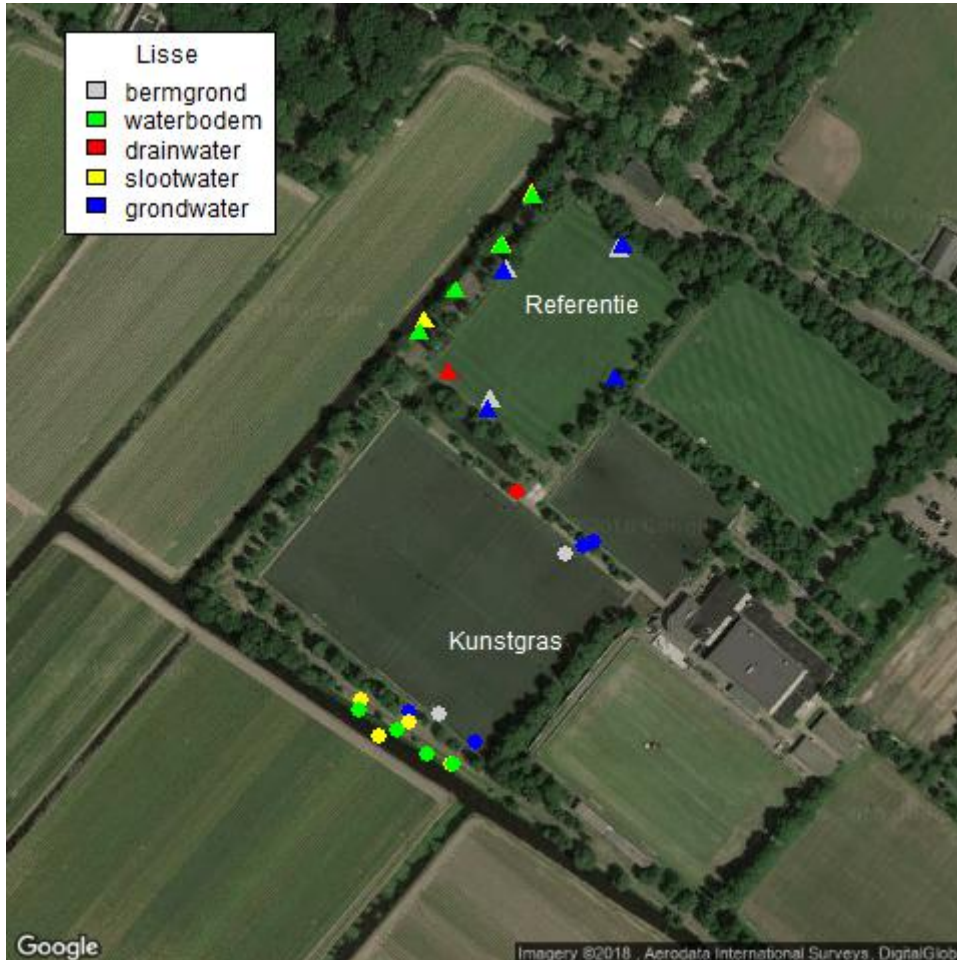 Lisse
bermgrond
waterbodem
drainwater
slootwater
grondwater
Referentie
Kunstgras
Google
Imagery ©2018 , Aerodata International Surveys, DigitalGlob